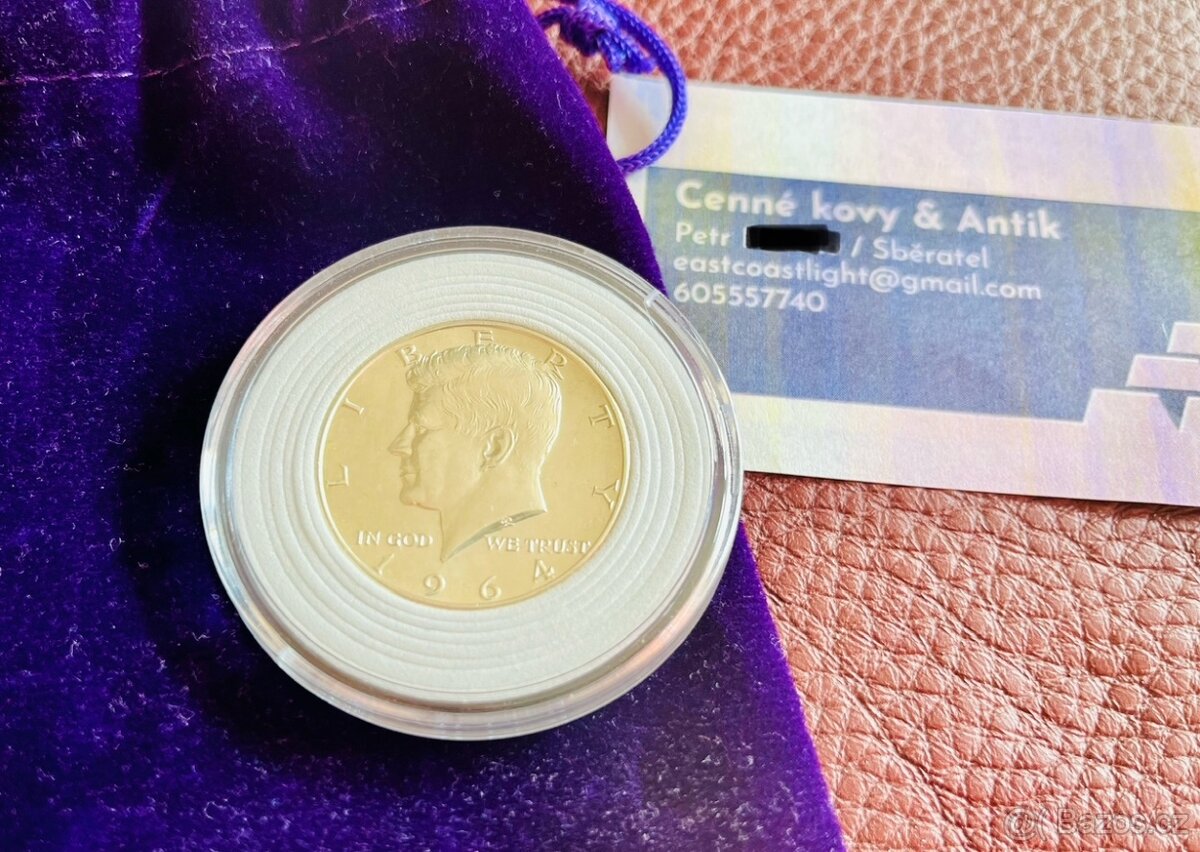 Cenné kovy & Antik
Petr / Sběratel
eastcoastlight@gmail.com
605557740
LIBERTY
IN GOD WE TRUST
1964
Bazos.cz